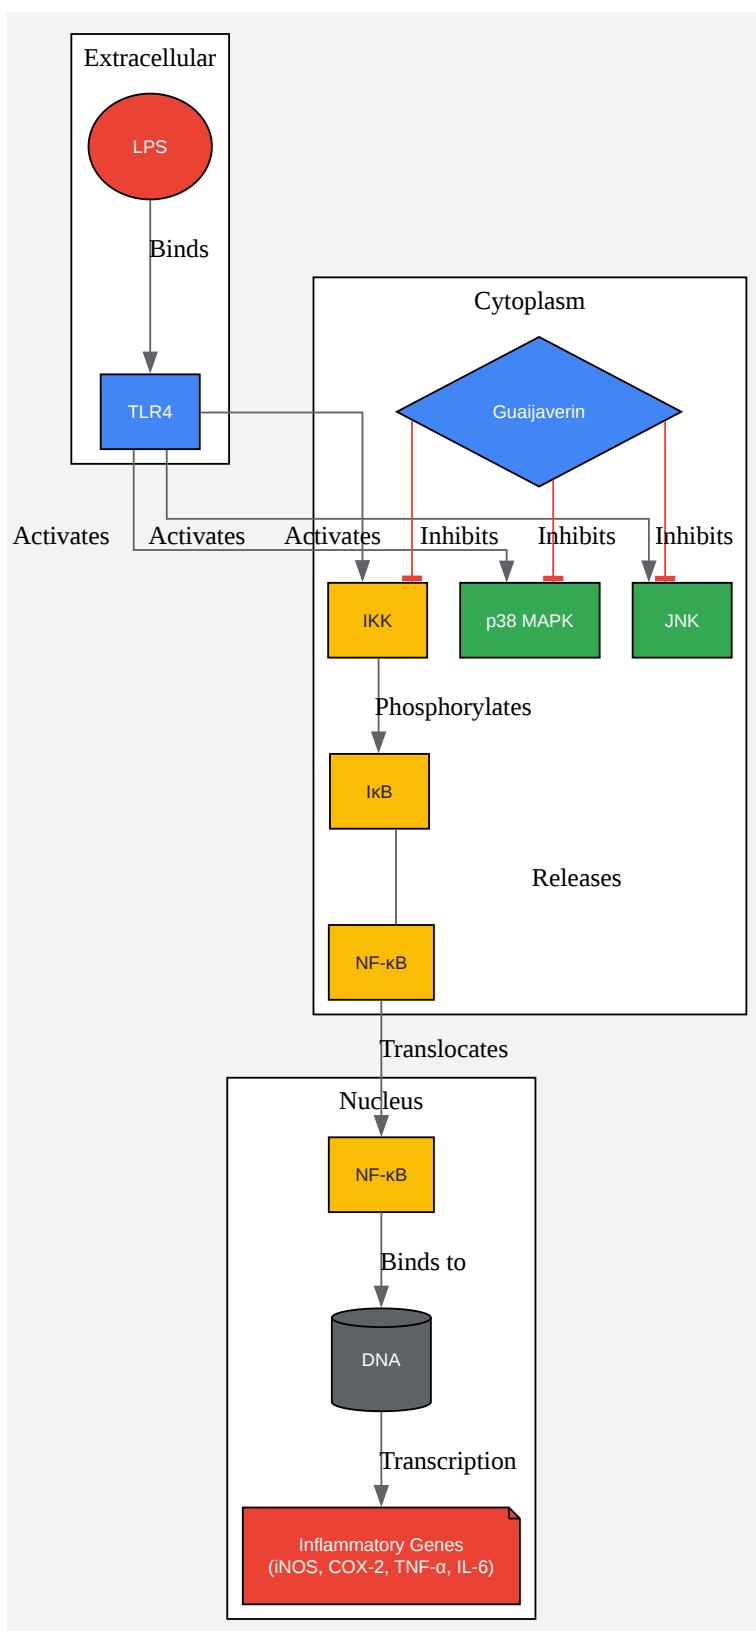 Extracellular
LPS
Binds
Cytoplasm
TLR4
Guaijaverin
Activates
Activates
Activates
Inhibits
Inhibits
Inhibits
IKK
p38 MAPK
JNK
Phosphorylates
IκB
Releases
NF-κB
Translocates
Nucleus
NF-κB
Binds to
DNA
Transcription
Inflammatory Genes
(iNOS, COX-2, TNF-α, IL-6)